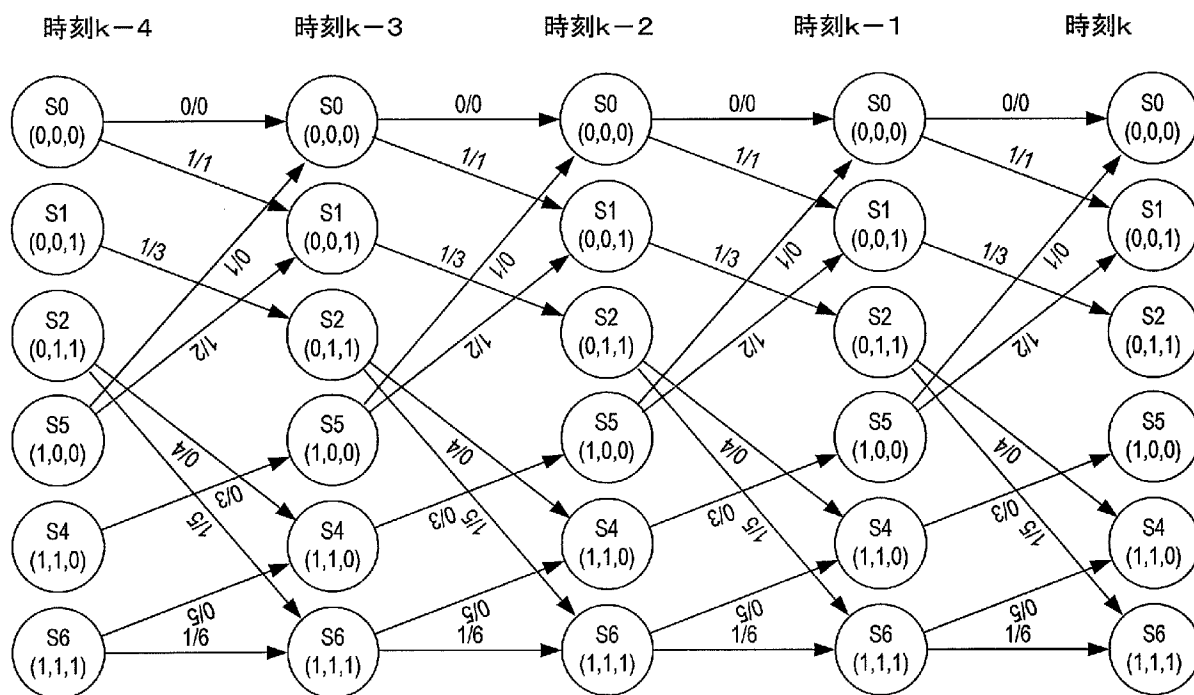 時刻k−4 時刻k−3 時刻k−2 時刻k−1 時刻k
S0 0/0 S0 0/0 S0 0/0 S0 0/0 S0
(0,0,0) (0,0,0) (0,0,0) (0,0,0) (0,0,0)
1/1 1/1 1/1 1/1
S1 S1 S1 S1 S1
(0,0,1) (0,0,1) (0,0,1) (0,0,1) (0,0,1)
1/3 1/3 1/3 1/3
0/1 0/1 0/1 0/1
S2 S2 S2 S2 S2
(0,1,1) (0,1,1) (0,1,1) (0,1,1) (0,1,1)
1/2 1/2 1/2 1/2
S5 S5 S5 S5 S5
(1,0,0) (1,0,0) (1,0,0) (1,0,0) (1,0,0)
0/4 0/4 0/4 0/4
0/3 0/3 0/3 0/3
1/5 1/5 1/5 1/5
S4 S4 S4 S4 S4
(1,1,0) (1,1,0) (1,1,0) (1,1,0) (1,1,0)
0/5 0/5 0/5 0/5
1/6 1/6 1/6 1/6
S6 S6 S6 S6 S6
(1,1,1) (1,1,1) (1,1,1) (1,1,1) (1,1,1)